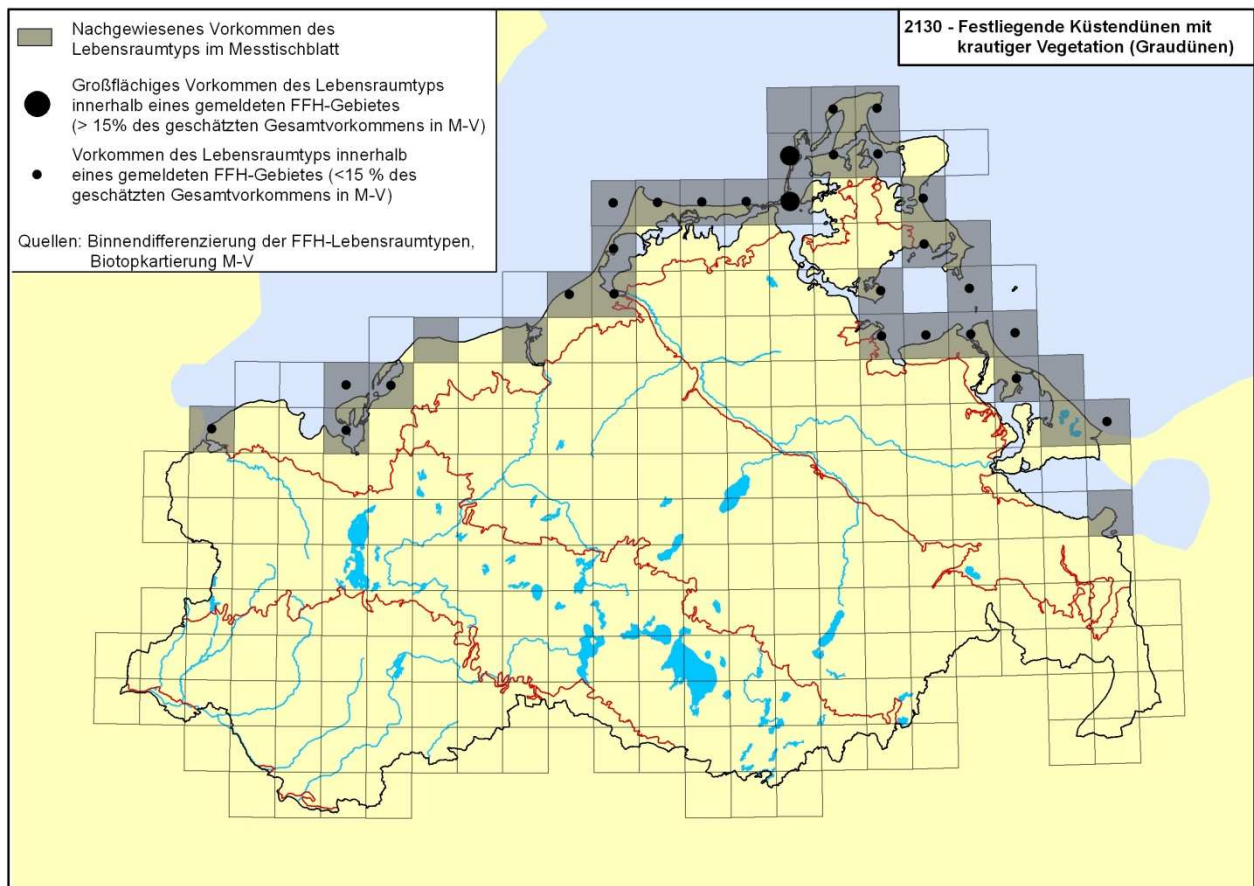 Nachgewiesenes Vorkommen des
Lebensraumtyps im Messtischblatt
Großflächiges Vorkommen des Lebensraumtyps
innerhalb eines gemeldeten FFH-Gebietes
(> 15% des geschätzten Gesamtvorkommens in M-V)
Vorkommen des Lebensraumtyps innerhalb
eines gemeldeten FFH-Gebietes (<15 % des
geschätzten Gesamtvorkommens in M-V)
Quellen: Binnendifferenzierung der FFH-Lebensraumtypen,
Biotopkartierung M-V
2130 - Festliegende Küstendünen mit
krautiger Vegetation (Graudünen)